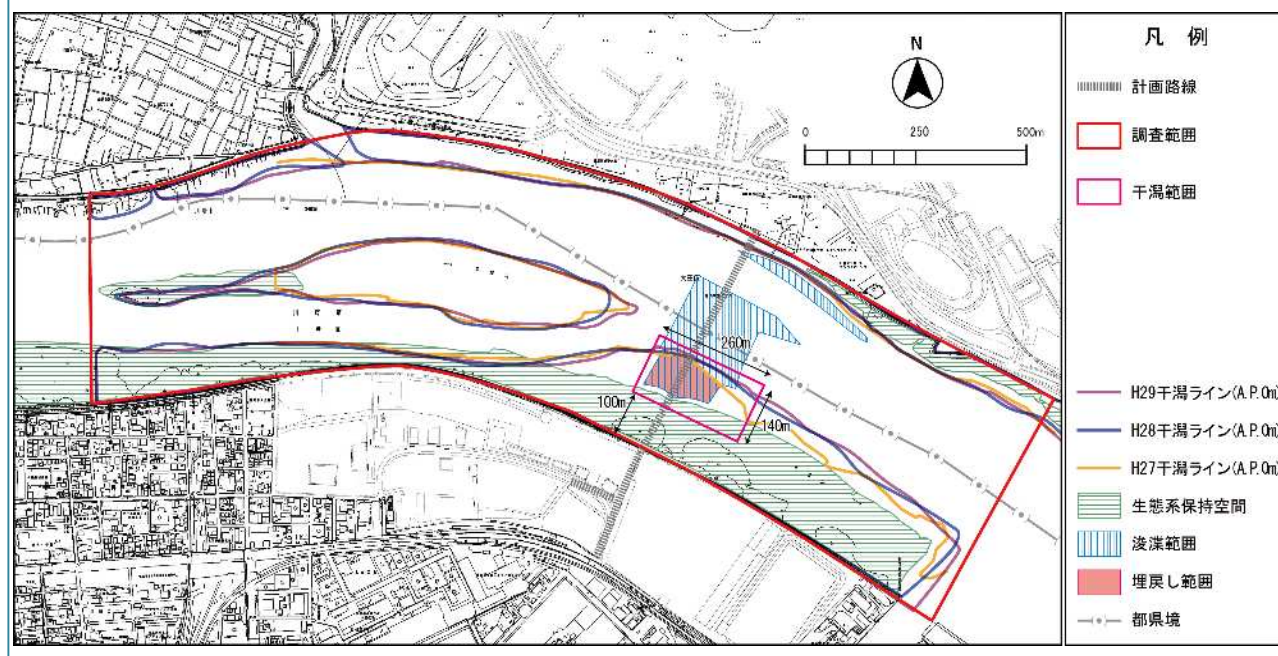 N
0
250
500m
大田区
260m
100m
140m
凡 例
計画路線
調査範囲
干潟範囲
H29干潟ライン(A.P.0m)
H28干潟ライン(A.P.0m)
H27干潟ライン(A.P.0m)
生態系保持空間
浚渫範囲
埋戻し範囲
都県境